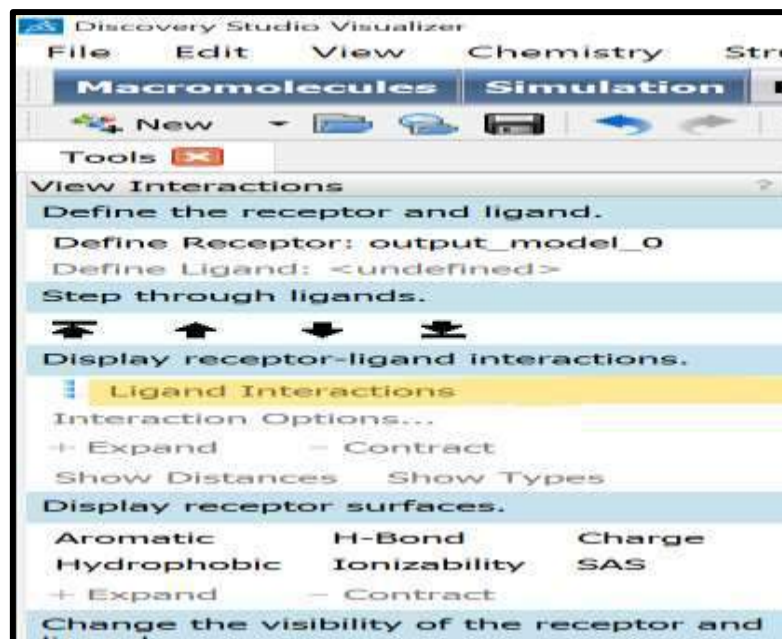 Discovery Studio Visualizer
File Edit View Chemistry
Macromolecules Simulation
New
Tools
View Interactions ?
Define the receptor and ligand.
Define Receptor: output_model_0
Define Ligand: <undefined>
Step through ligands.
Display receptor-ligand interactions.
Ligand Interactions
Interaction Options...
+ Expand - Contract
Show Distances Show Types
Display receptor surfaces.
Aromatic H-Bond Charge
Hydrophobic Ionizability SAS
+ Expand - Contract
Change the visibility of the receptor and